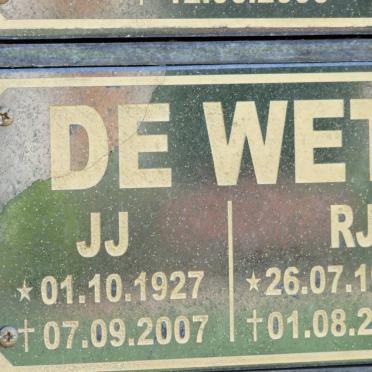 DE WET
JJ RJ
★ 01.10.1927 ★ 26.07.1
† 07.09.2007 † 01.08.2